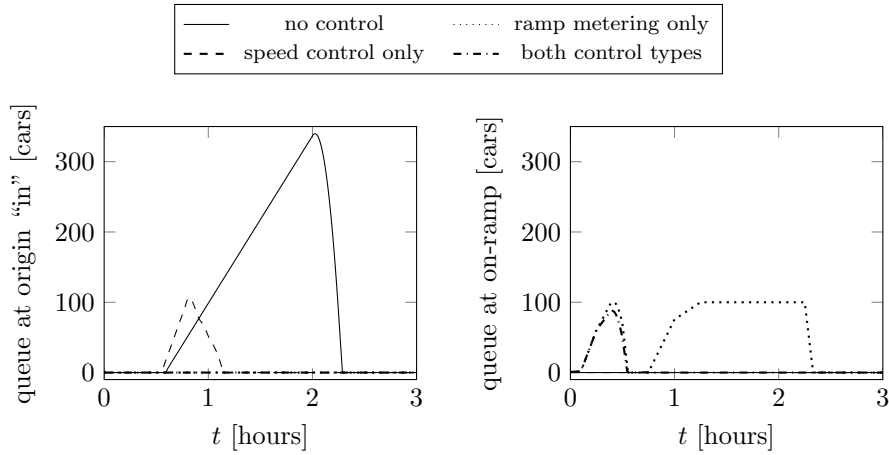 no control
ramp metering only
speed control only
both control types
queue at origin “in” [cars]
300
200
100
0
0
1
2
3
t [hours]
queue at on-ramp [cars]
300
200
100
0
0
1
2
3
t [hours]